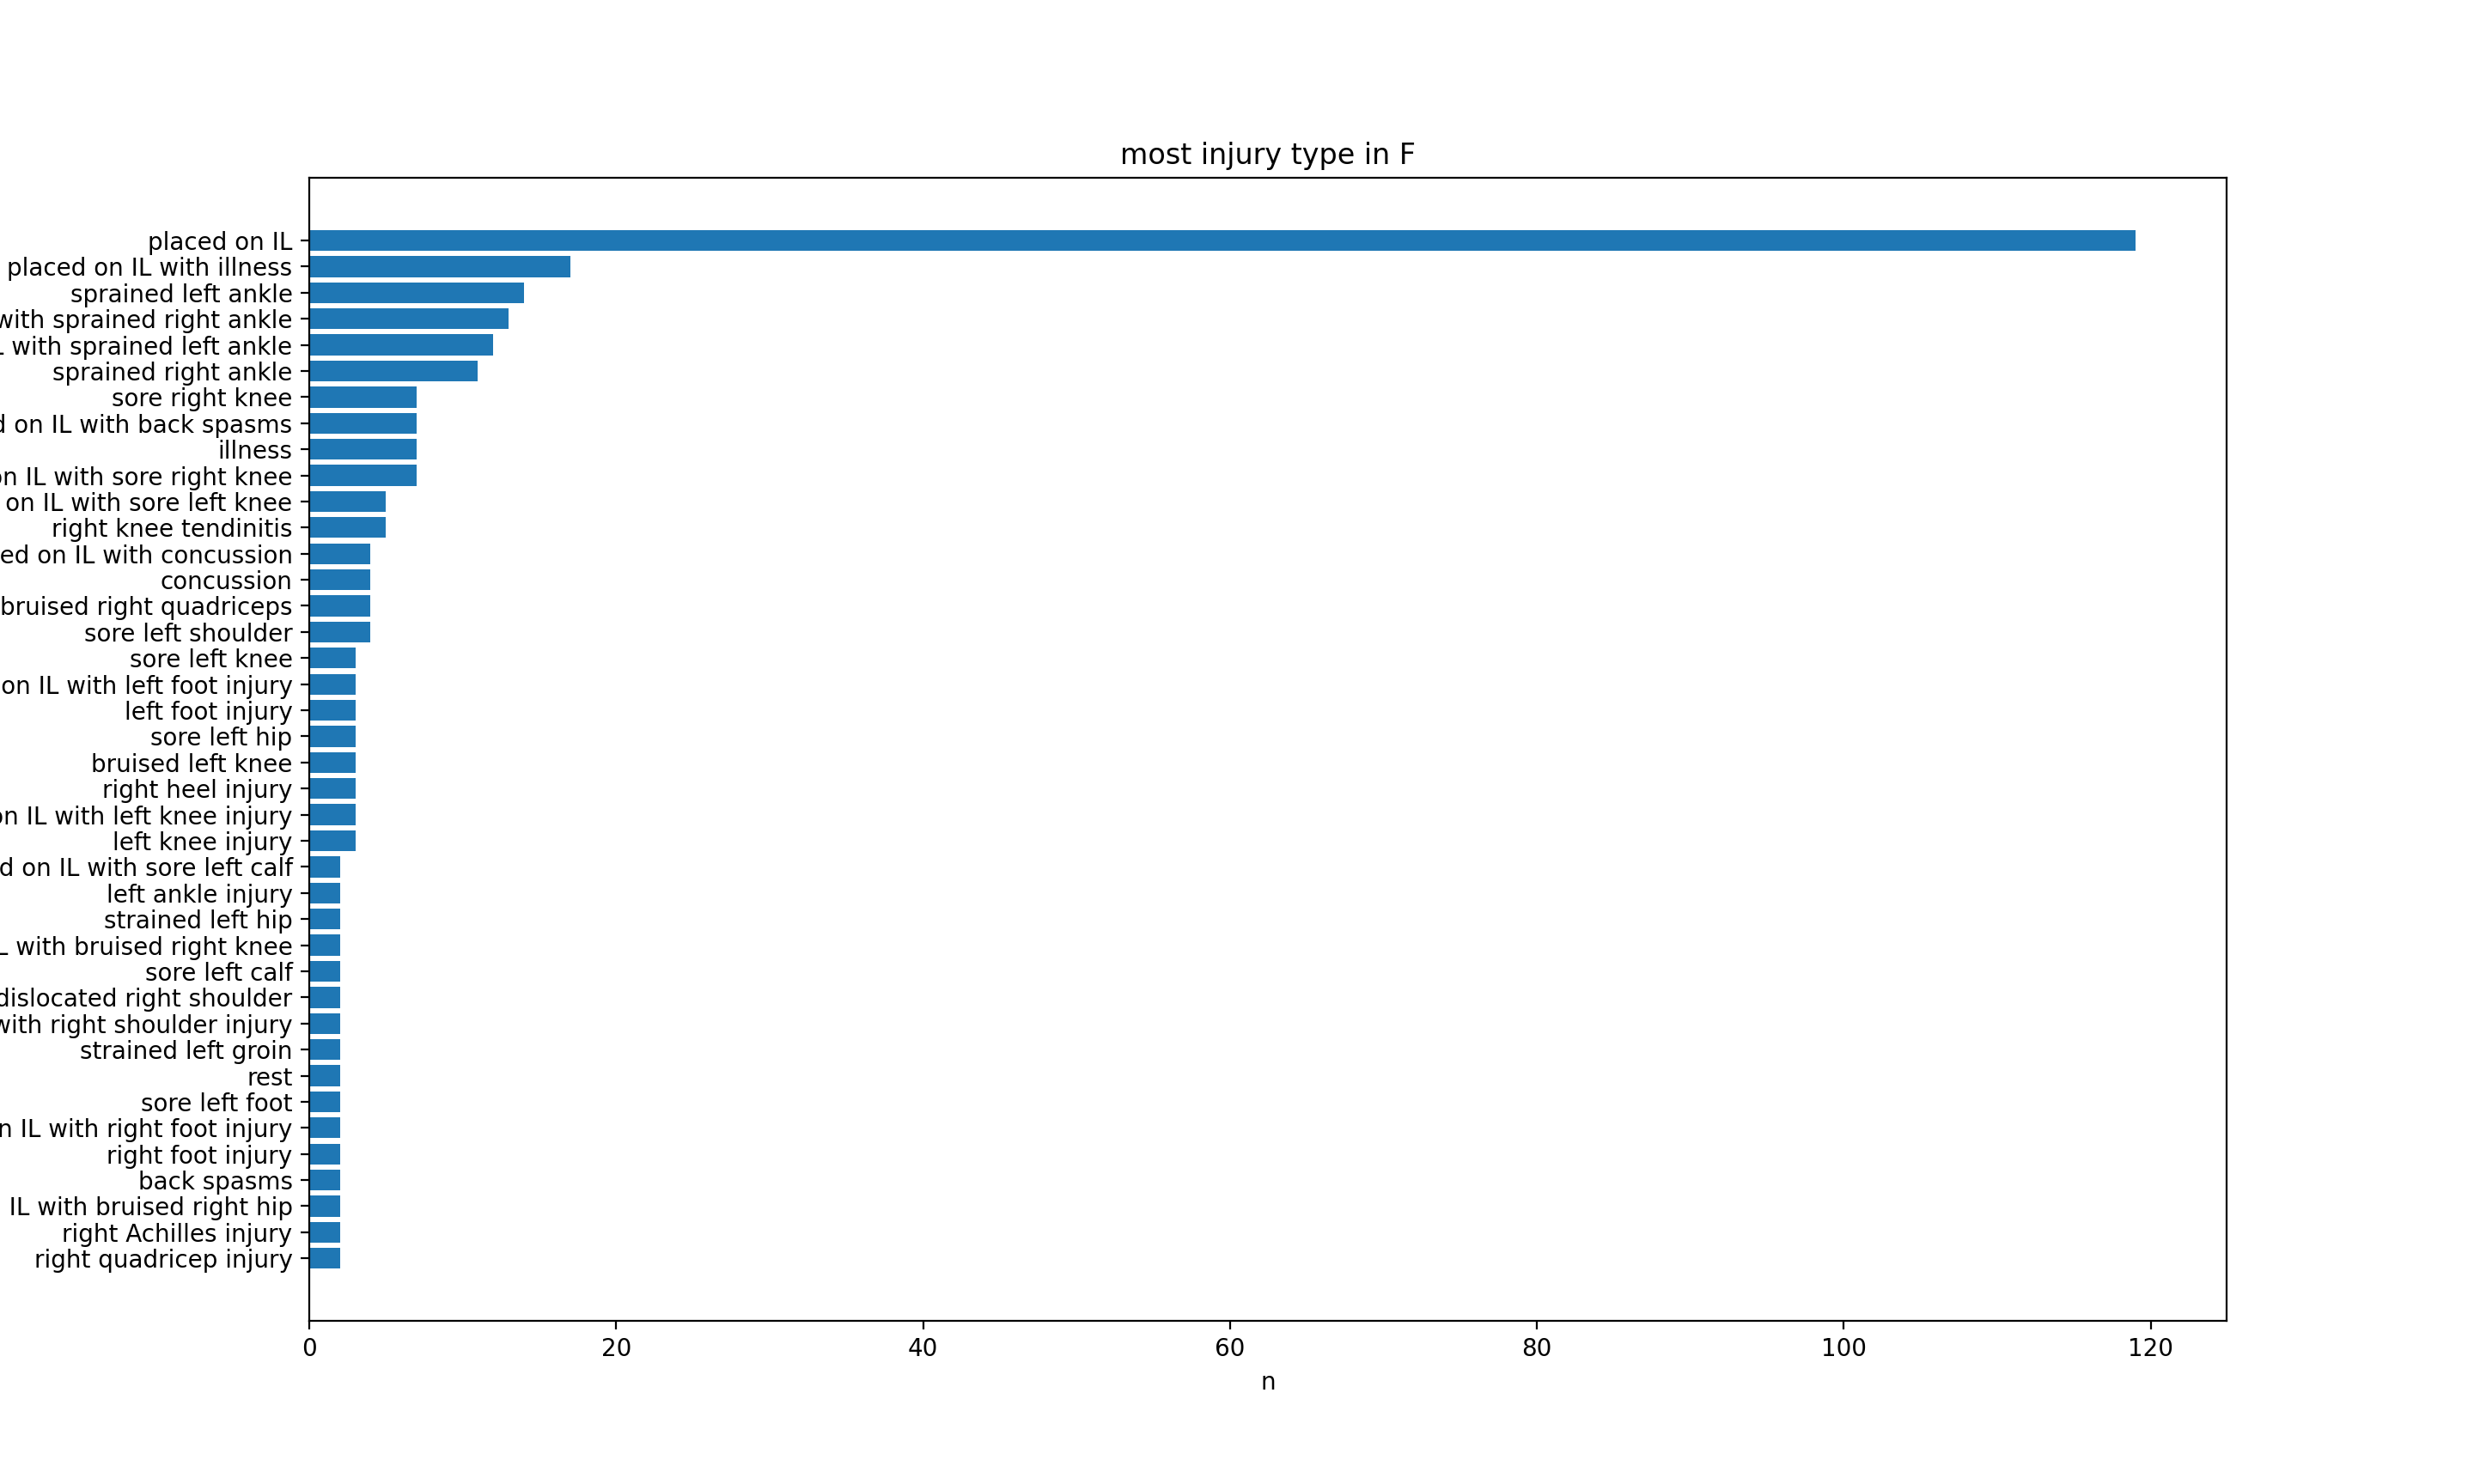 most injury type in F
placed on IL
placed on IL with illness
sprained left ankle
with sprained right ankle
with sprained left ankle
sprained right ankle
sore right knee
on IL with back spasms
illness
on IL with sore right knee
on IL with sore left knee
right knee tendinitis
ed on IL with concussion
concussion
bruised right quadriceps
sore left shoulder
sore left knee
on IL with left foot injury
left foot injury
sore left hip
bruised left knee
right heel injury
on IL with left knee injury
left knee injury
d on IL with sore left calf
left ankle injury
strained left hip
with bruised right knee
sore left calf
dislocated right shoulder
with right shoulder injury
strained left groin
rest
sore left foot
n IL with right foot injury
right foot injury
back spasms
IL with bruised right hip
right Achilles injury
right quadricep injury
0 20 40 60 80 100 120
n